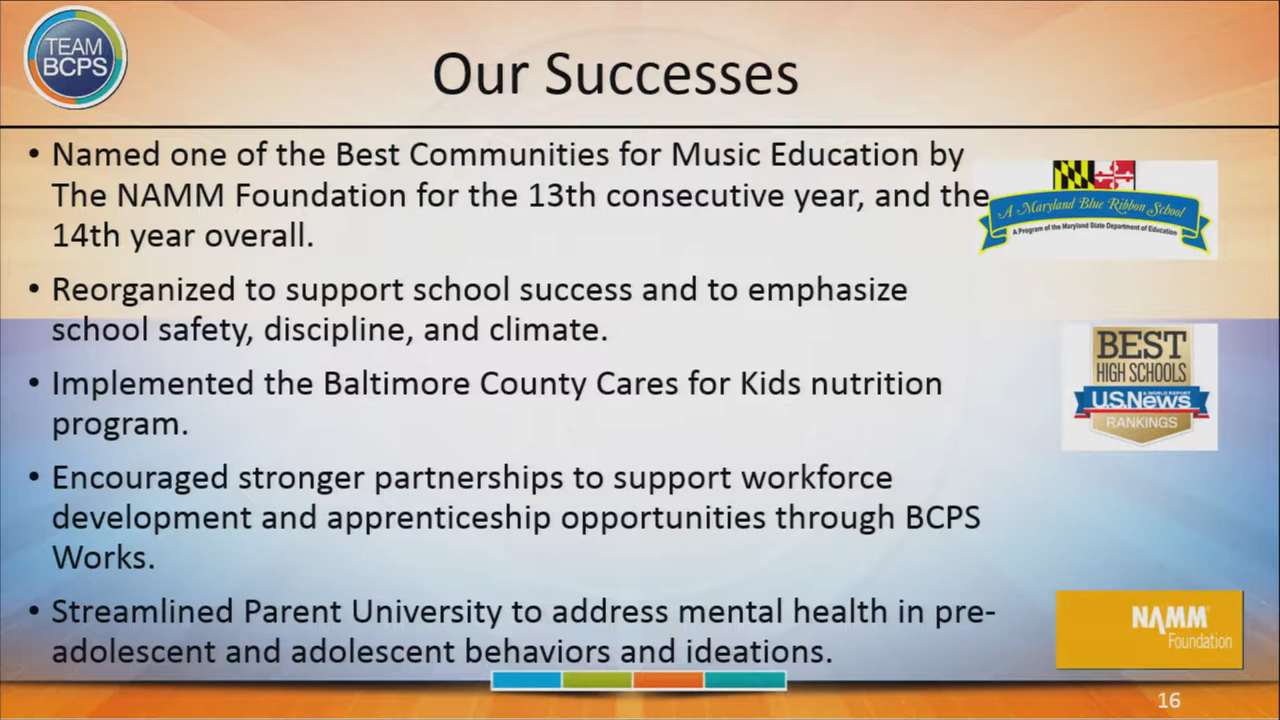 TEAM
BCPS
Our Successes
• Named one of the Best Communities for Music Education by
The NAMM Foundation for the 13th consecutive year, and the
14th year overall.
• Reorganized to support school success and to emphasize
school safety, discipline, and climate.
• Implemented the Baltimore County Cares for Kids nutrition
program.
• Encouraged stronger partnerships to support workforce
development and apprenticeship opportunities through BCPS
Works.
• Streamlined Parent University to address mental health in pre-
adolescent and adolescent behaviors and ideations.
A Maryland Blue Ribbon School
A Program of the Maryland State Department of Education
BEST
HIGH SCHOOLS
U.S.News
& WORLD REPORT
RANKINGS
NAMM®
Foundation
16